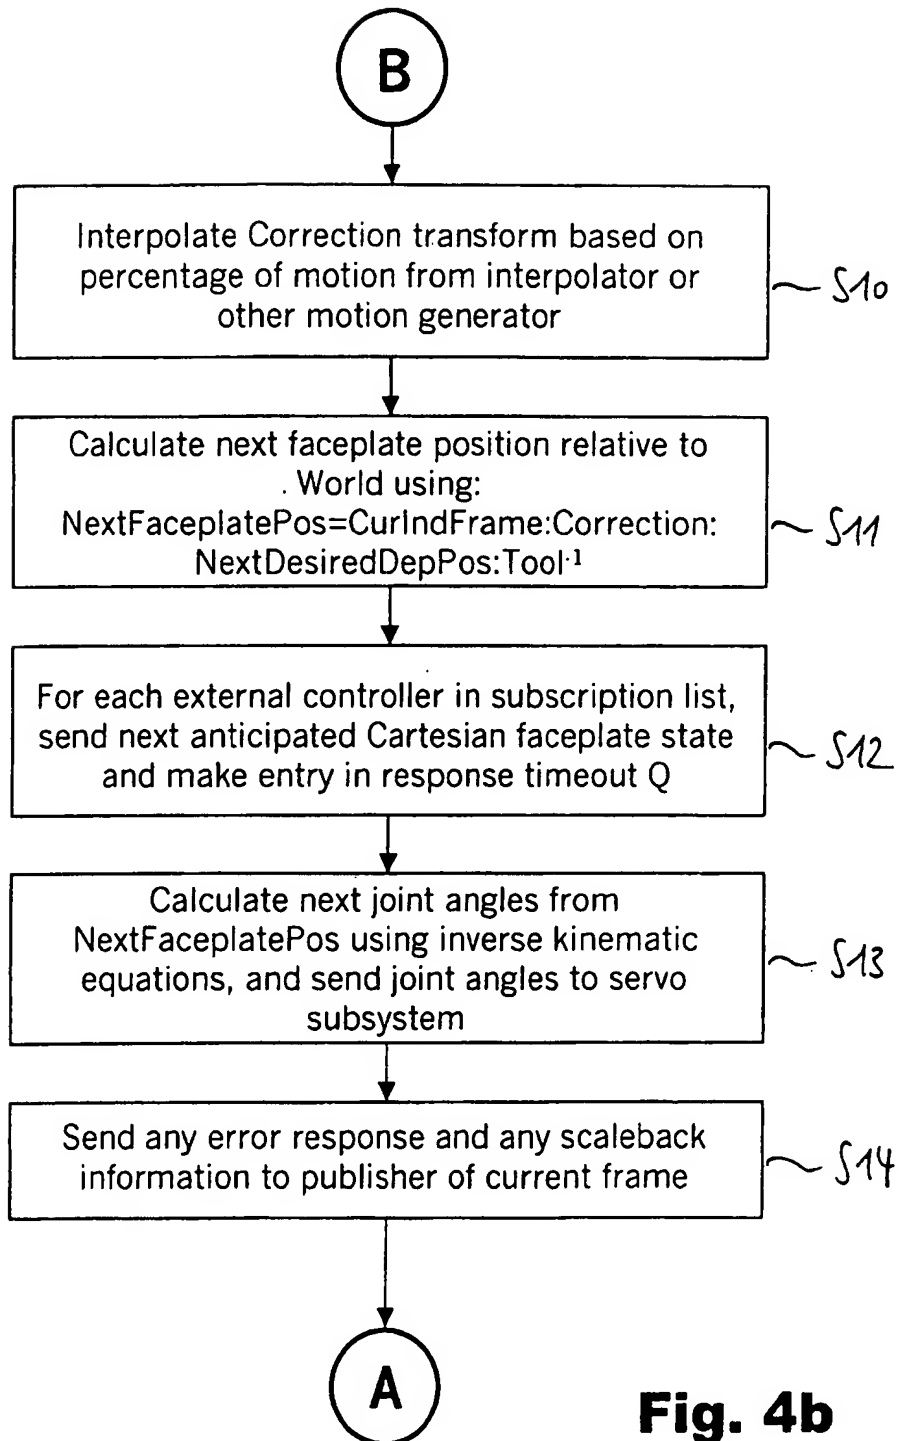 B
Interpolate Correction transform based on
percentage of motion from interpolator or
other motion generator
S10
Calculate next faceplate position relative to
. World using:
NextFaceplatePos=CurIndFrame:Correction:
NextDesiredDepPos:Tool⁻¹
S11
For each external controller in subscription list,
send next anticipated Cartesian faceplate state
and make entry in response timeout Q
S12
Calculate next joint angles from
NextFaceplatePos using inverse kinematic
equations, and send joint angles to servo
subsystem
S13
Send any error response and any scaleback
information to publisher of current frame
S14
A
Fig. 4b